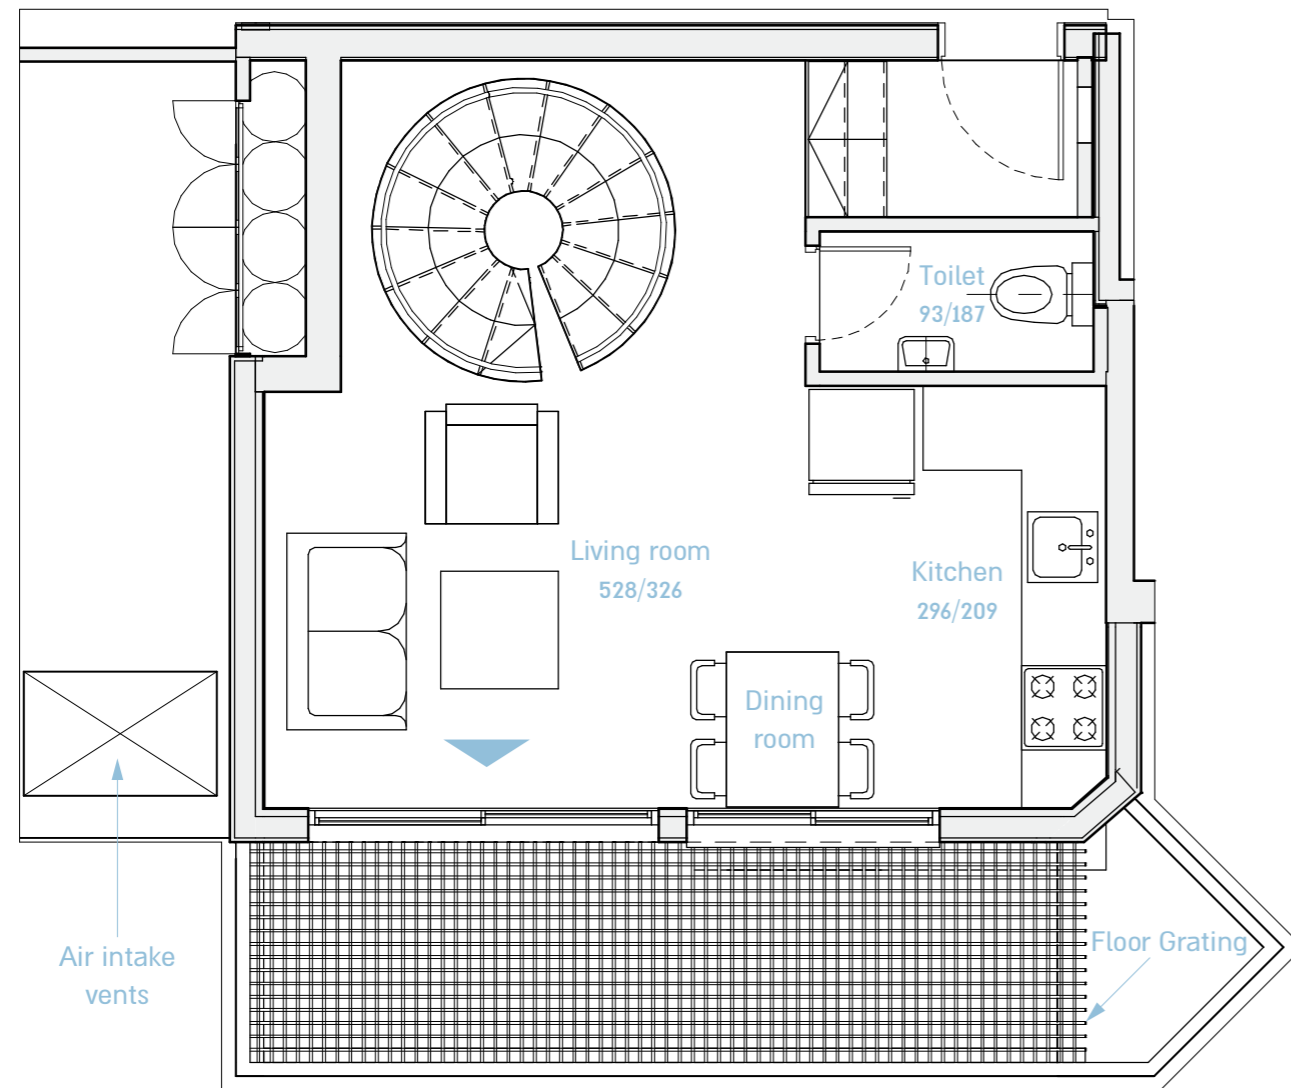 Toilet
93/187
Living room
528/326
Kitchen
296/209
Dining
room
Air intake
vents
Floor Grating